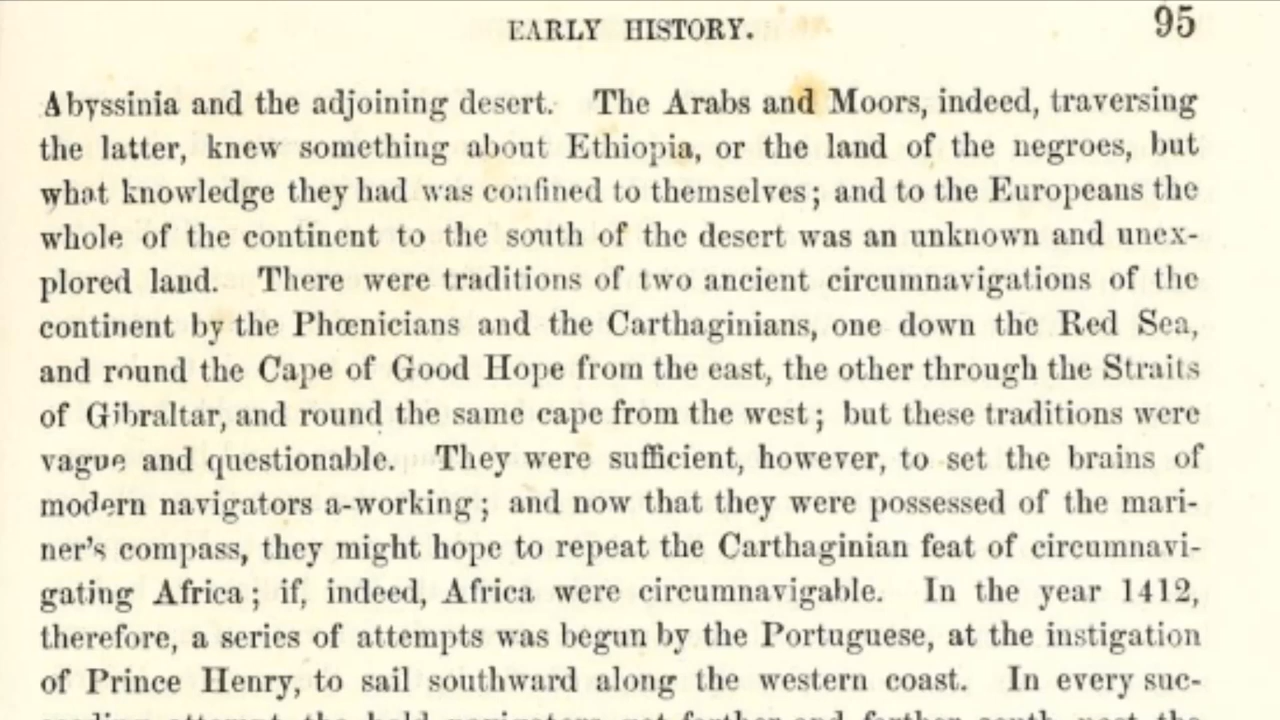 EARLY HISTORY. 95
Abyssinia and the adjoining desert. The Arabs and Moors, indeed, traversing
the latter, knew something about Ethiopia, or the land of the negroes, but
what knowledge they had was confined to themselves; and to the Europeans the
whole of the continent to the south of the desert was an unknown and unex-
plored land. There were traditions of two ancient circumnavigations of the
continent by the Phœnicians and the Carthaginians, one down the Red Sea,
and round the Cape of Good Hope from the east, the other through the Straits
of Gibraltar, and round the same cape from the west; but these traditions were
vague and questionable. They were sufficient, however, to set the brains of
modern navigators a-working; and now that they were possessed of the mari-
ner's compass, they might hope to repeat the Carthaginian feat of circumnavi-
gating Africa; if, indeed, Africa were circumnavigable. In the year 1412,
therefore, a series of attempts was begun by the Portuguese, at the instigation
of Prince Henry, to sail southward along the western coast. In every suc-